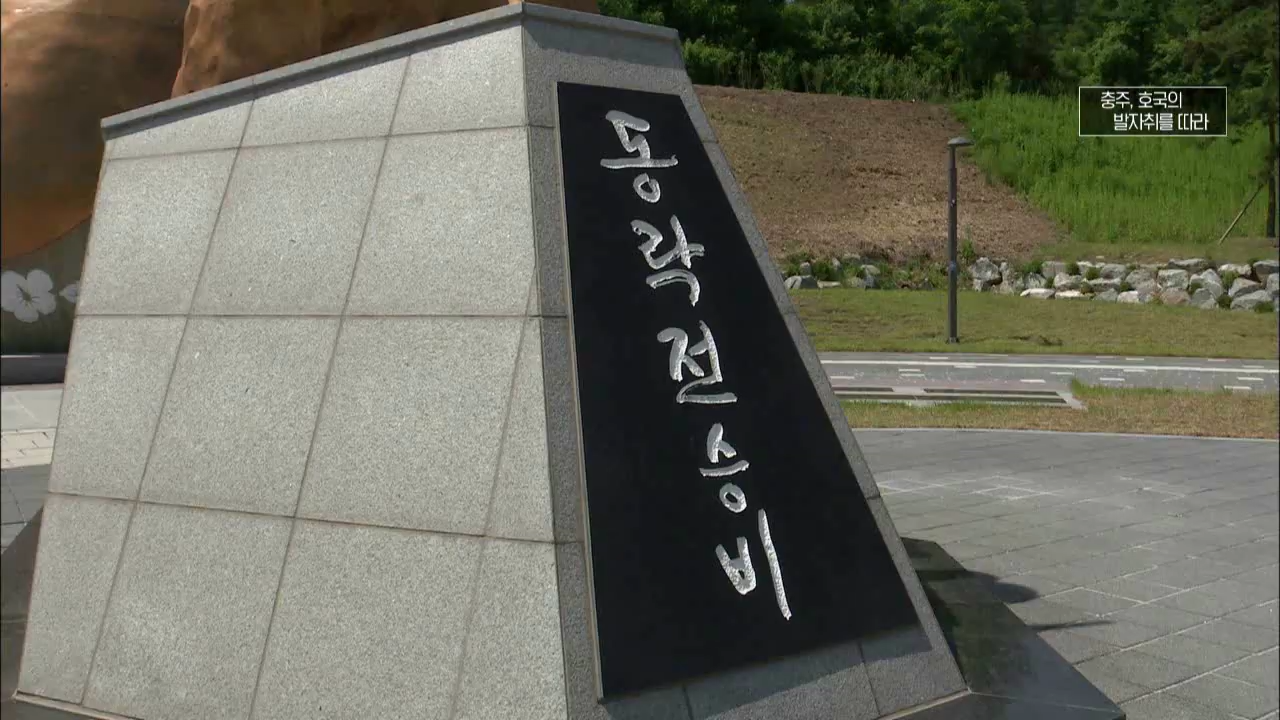 동락전승비
충주, 호국의
발자취를 따라